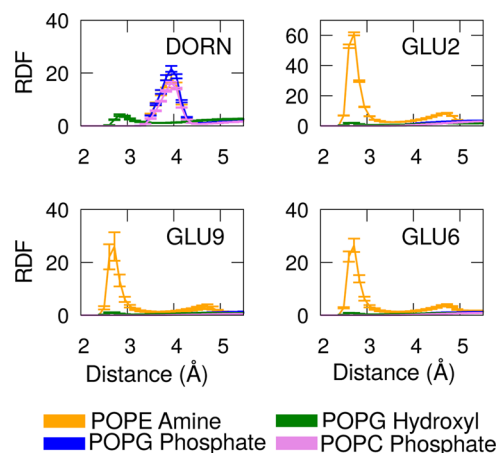 40
20
0
RDF
DORN
2 3 4 5
60
40
20
0
GLU2
2 3 4 5
40
20
0
RDF
GLU9
2 3 4 5
Distance (Å)
40
20
0
GLU6
2 3 4 5
Distance (Å)
POPE Amine
POPG Hydroxyl
POPG Phosphate
POPC Phosphate